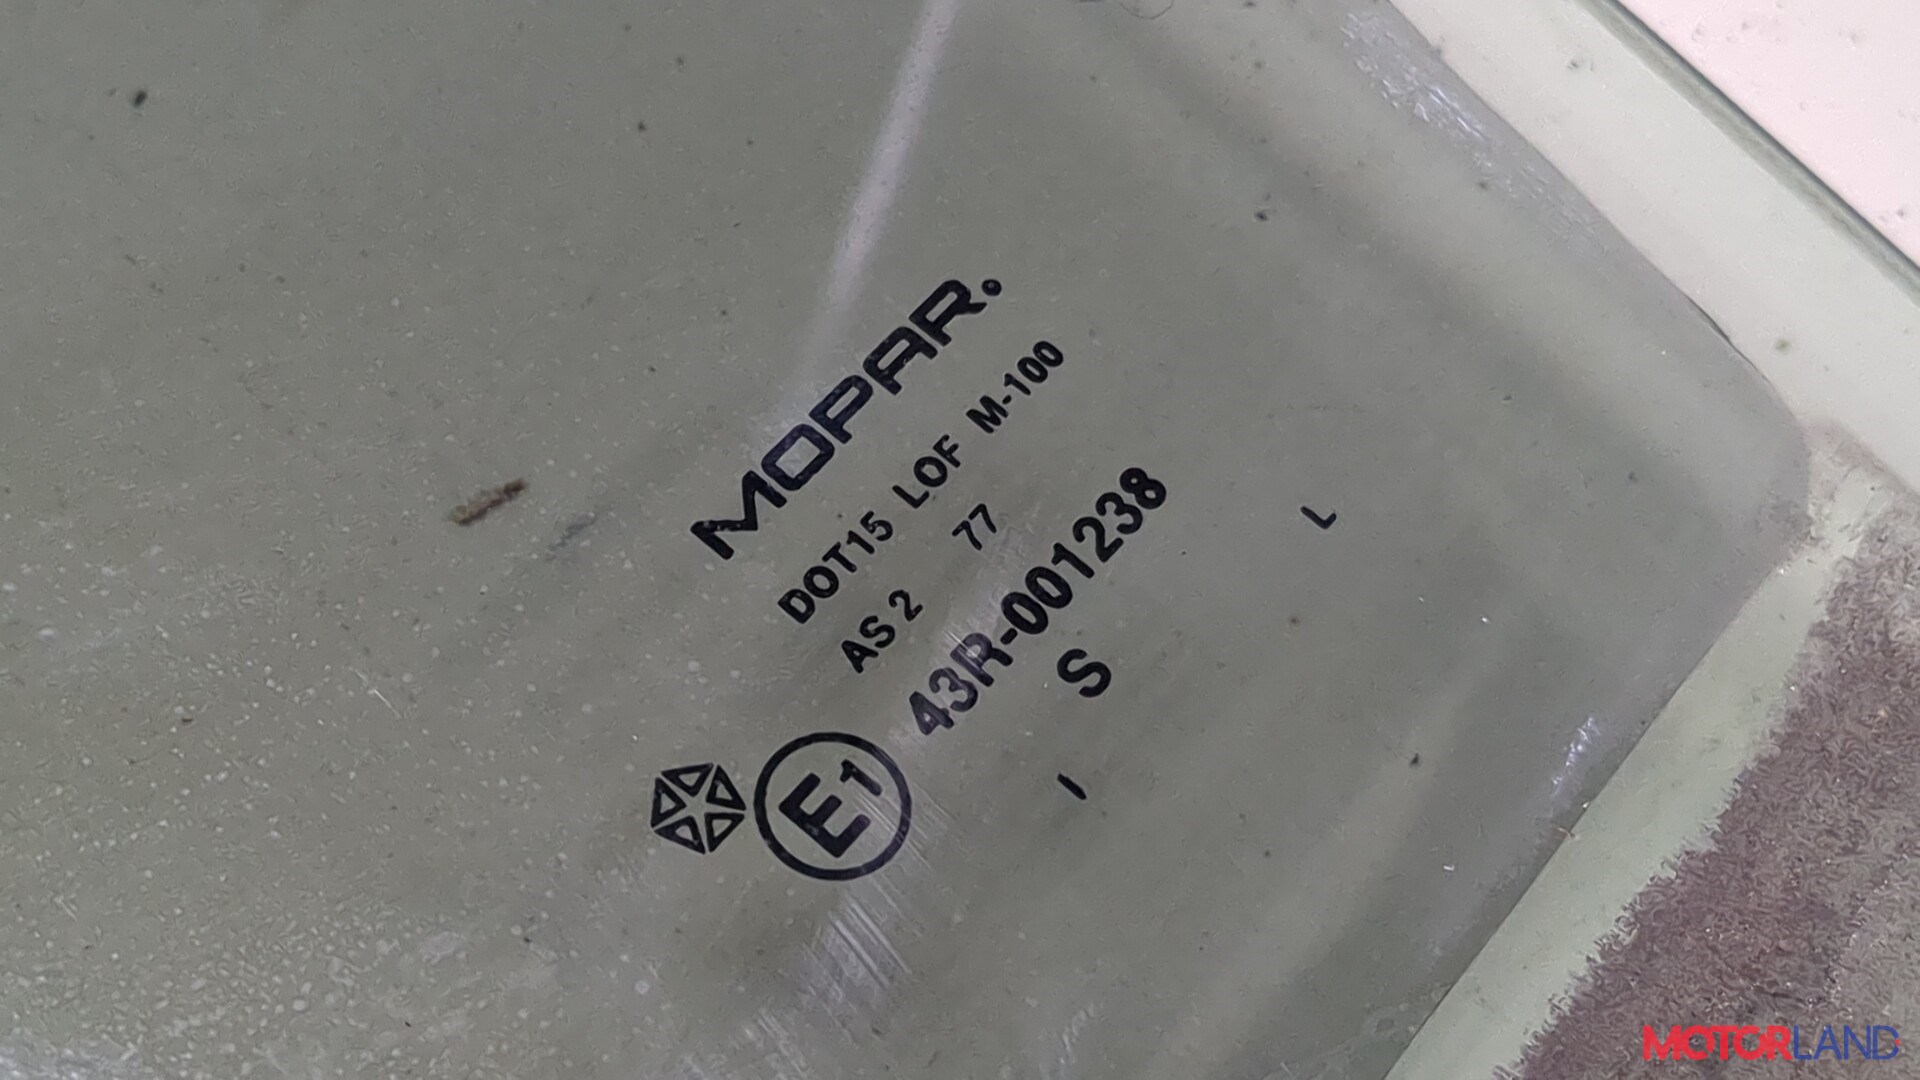 MOPAR.
DOT15 LOF M-100
AS2 77
43R-001238
E1
S
L
I
MOTORLAND